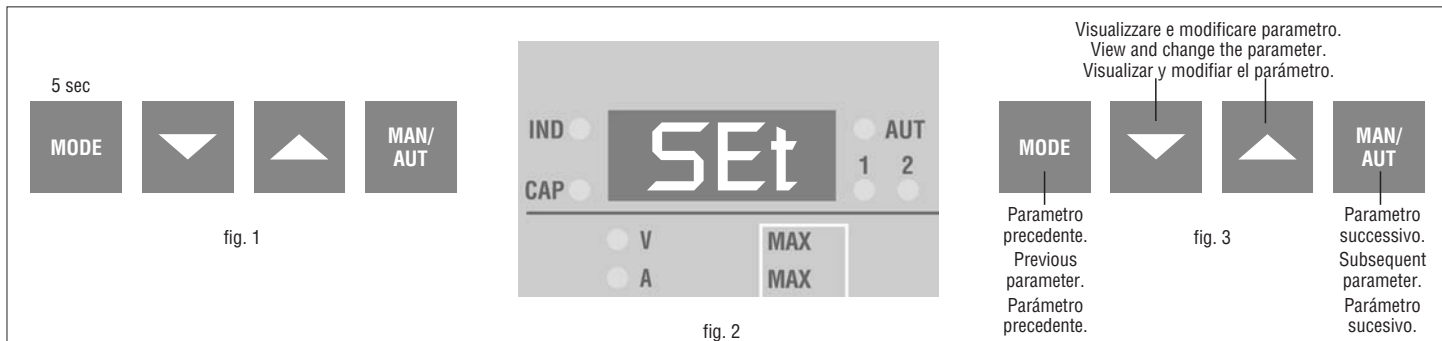 5 sec
MODE
MAN/
AUT
fig. 1
IND
CAP
SEt
AUT
1 2
V
A
MAX
MAX
fig. 2
Visualizzare e modificare parametro.
View and change the parameter.
Visualizar y modifiar el parámetro.
MODE
MAN/
AUT
Parametro
precedente.
Previous
parameter.
Parámetro
precedente.
fig. 3
Parametro
successivo.
Subsequent
parameter.
Parámetro
sucesivo.